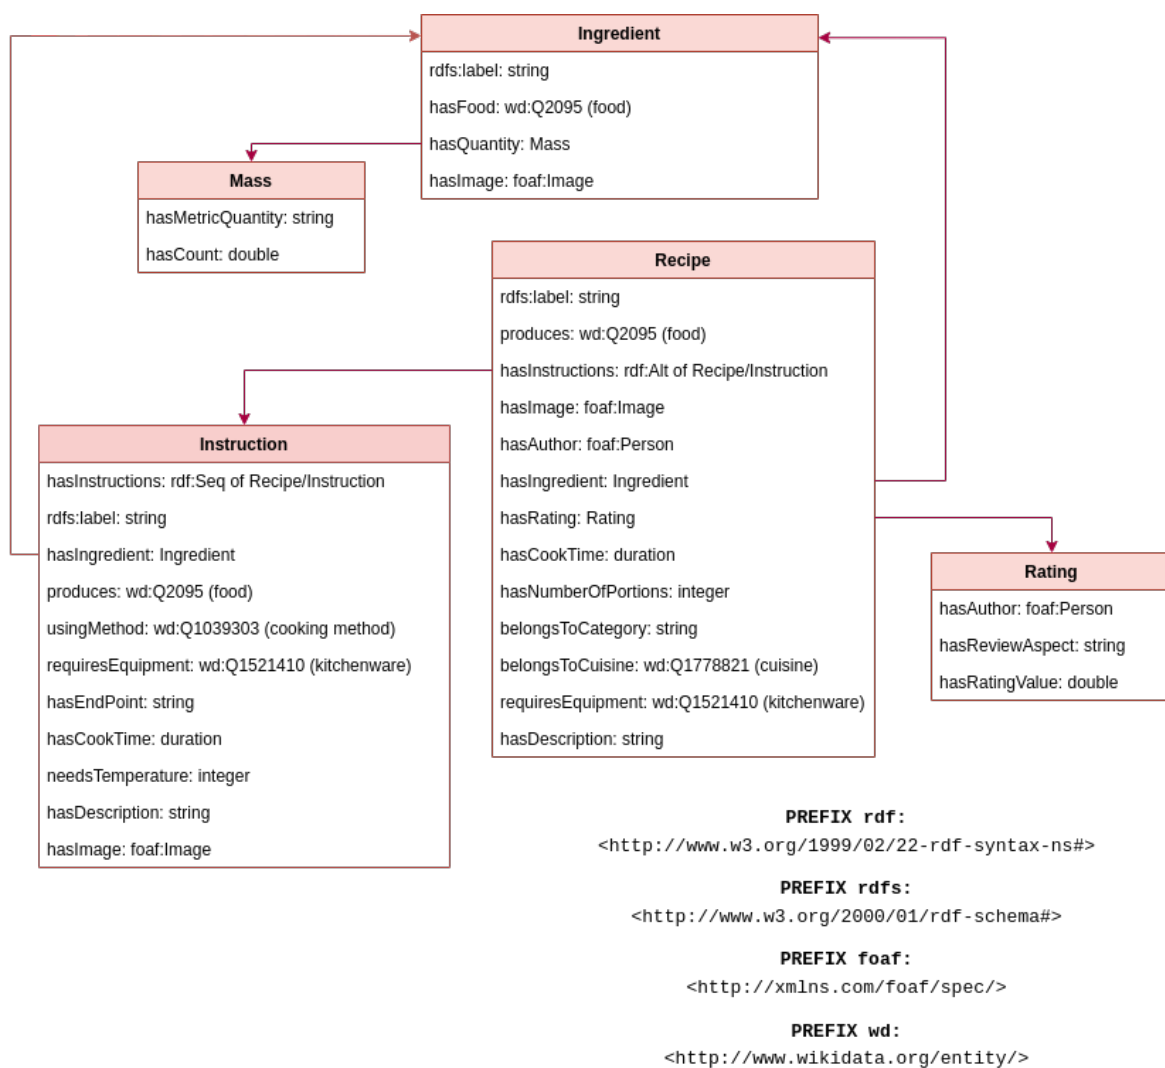 Ingredient
rdfs:label: string
hasFood: wd:Q2095 (food)
hasQuantity: Mass
hasImage: foaf:Image
Mass
hasMetricQuantity: string
hasCount: double
Recipe
rdfs:label: string
produces: wd:Q2095 (food)
hasInstructions: rdf:Alt of Recipe/Instruction
hasImage: foaf:Image
hasAuthor: foaf:Person
hasIngredient: Ingredient
hasRating: Rating
hasCookTime: duration
hasNumberOfPortions: integer
belongsToCategory: string
belongsToCuisine: wd:Q1778821 (cuisine)
requiresEquipment: wd:Q1521410 (kitchenware)
hasDescription: string
Instruction
hasInstructions: rdf:Seq of Recipe/Instruction
rdfs:label: string
hasIngredient: Ingredient
produces: wd:Q2095 (food)
usingMethod: wd:Q1039303 (cooking method)
requiresEquipment: wd:Q1521410 (kitchenware)
hasEndPoint: string
hasCookTime: duration
needsTemperature: integer
hasDescription: string
hasImage: foaf:Image
Rating
hasAuthor: foaf:Person
hasReviewAspect: string
hasRatingValue: double
PREFIX rdf:
<http://www.w3.org/1999/02/22-rdf-syntax-ns#>
PREFIX rdfs:
<http://www.w3.org/2000/01/rdf-schema#>
PREFIX foaf:
<http://xmlns.com/foaf/spec/>
PREFIX wd:
<http://www.wikidata.org/entity/>